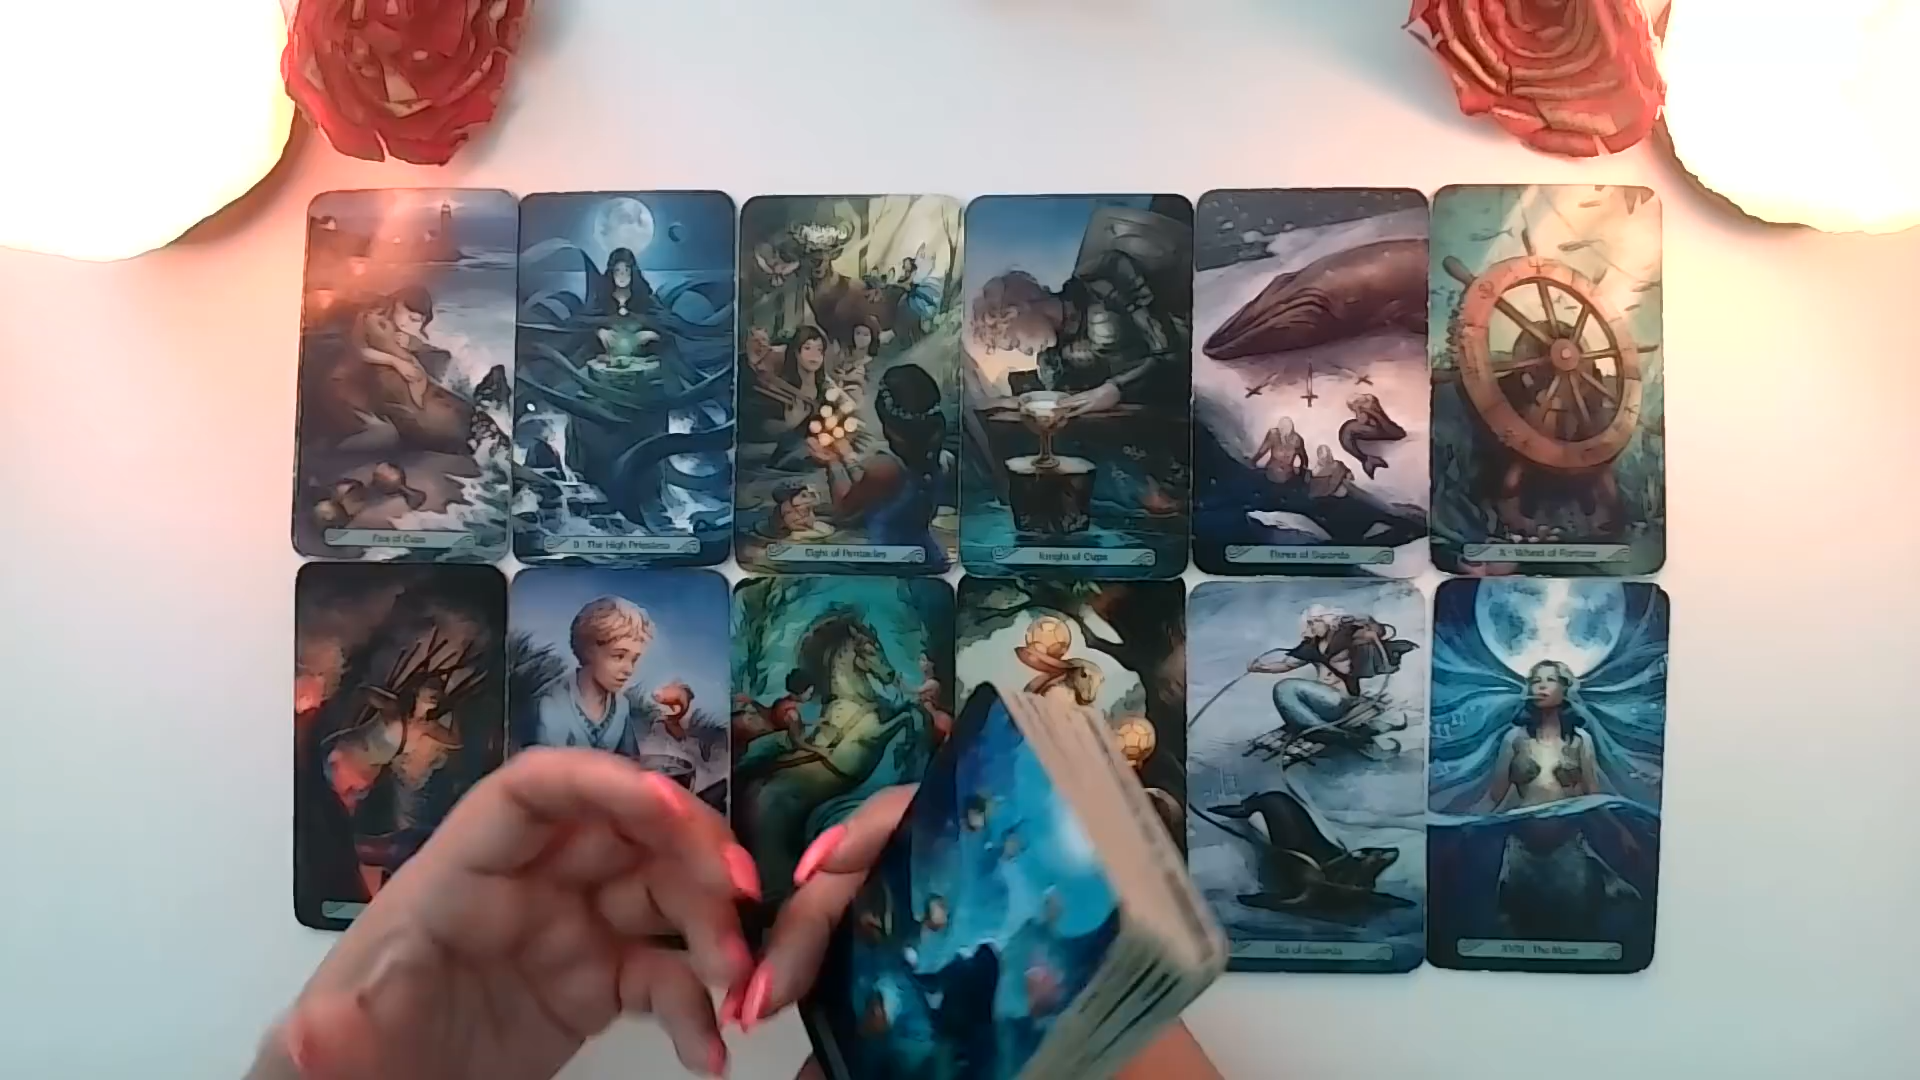 Five of Cups
II - The High Priestess
Eight of Pentacles
Knight of Cups
Three of Swords
X - Wheel of Fortune
Six of Swords
XVIII - The Moon